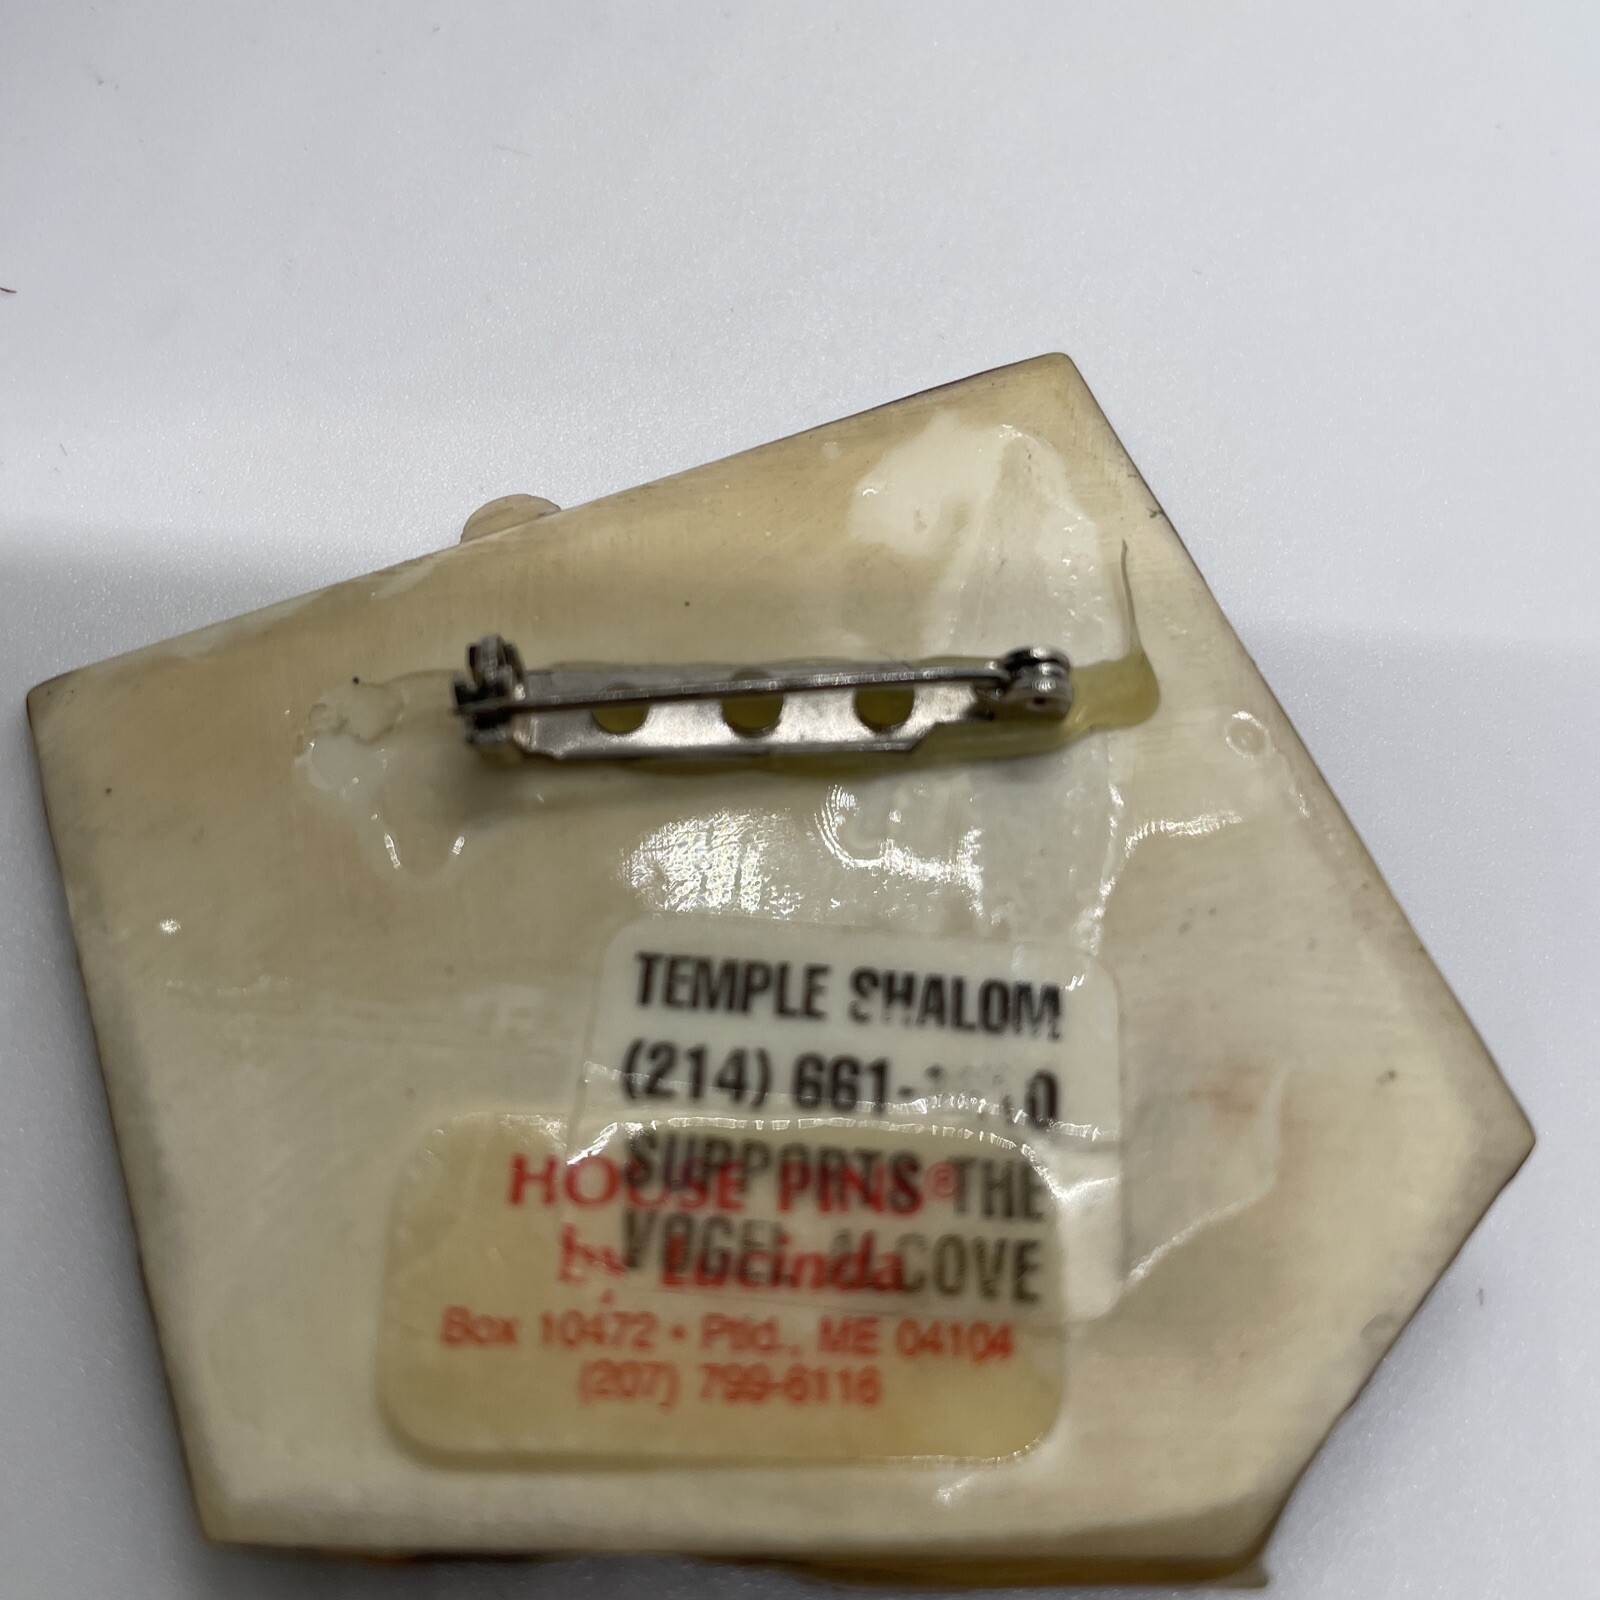 TEMPLE SHALOM
(214) 661-
SUPPORTS THE
VOGEL ALCOVE
HOUSE PINS®
by Lucinda
Box 10472 • Ptld., ME 04104
(207) 799-6116